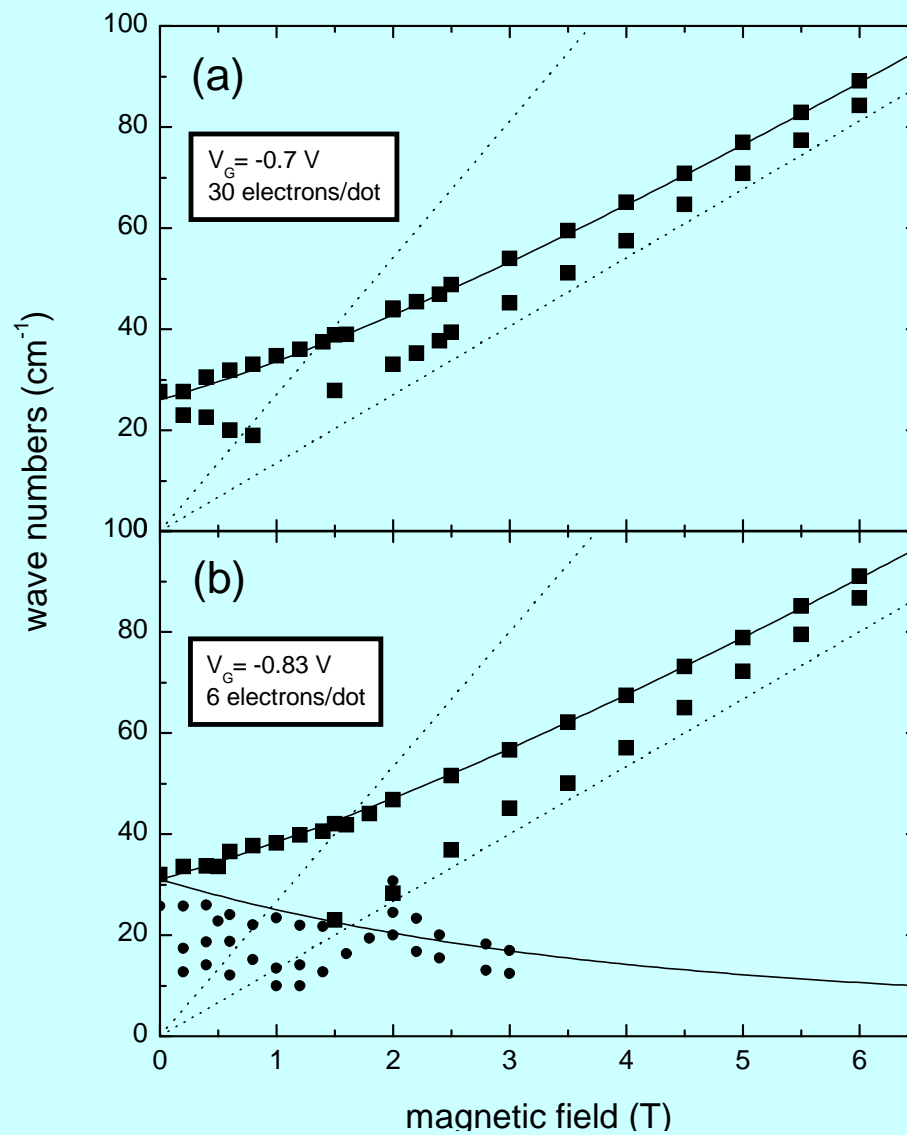 100
(a)
80
V_G= -0.7 V
30 electrons/dot
60
40
20
wave numbers (cm⁻¹)
100
(b)
80
V_G= -0.83 V
6 electrons/dot
60
40
20
0
0 1 2 3 4 5 6
magnetic field (T)